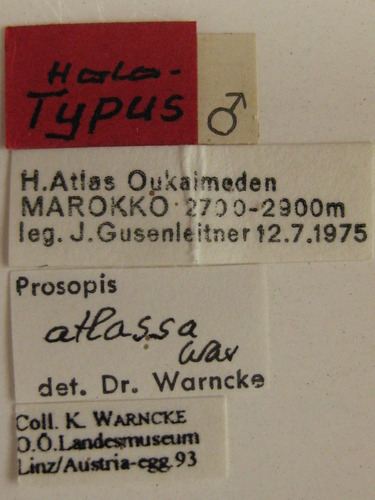 Holo-
Typus ♂
H.Atlas Oukaimeden
MAROKKO 2700-2900m
leg. J.Gusenleitner 12.7.1975
Prosopis
atlassa
War
det. Dr. Warncke
Coll. K. WARNCKE
O.Ö.Landesmuseum
Linz/Austria-egg.93